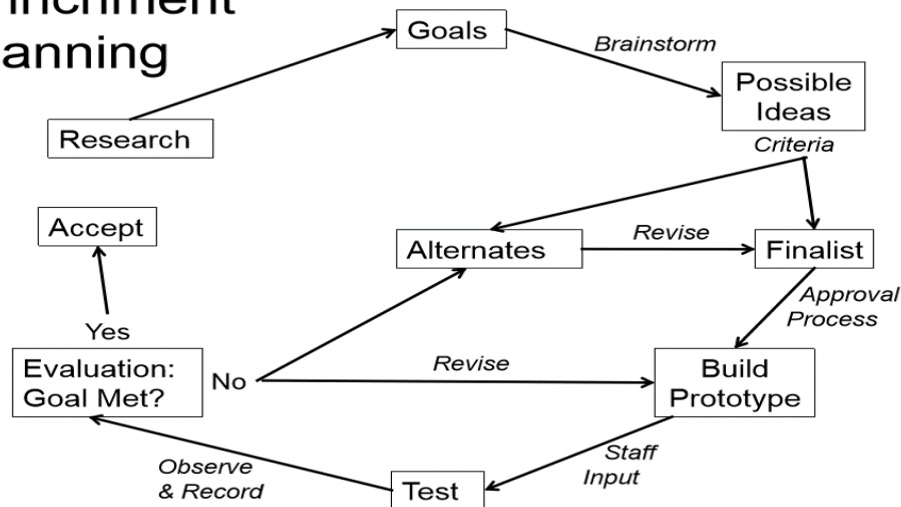 anning
Goals
Brainstorm
Possible
Ideas
Research
Criteria
Accept
Alternates
Revise
Finalist
Approval
Process
Yes
Evaluation:
Goal Met?
No
Revise
Build
Prototype
Staff
Input
Observe
& Record
Test